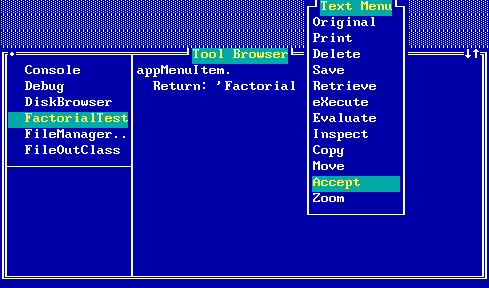 Text Menu
Original
Print
Delete
Save
Retrieve
eXecute
Evaluate
Inspect
Copy
Move
Accept
Zoom
Tool Browser
Console
Debug
DiskBrowser
FactorialTest
FileManager..
FileOutClass
appMenuItem.
Return: 'Factorial